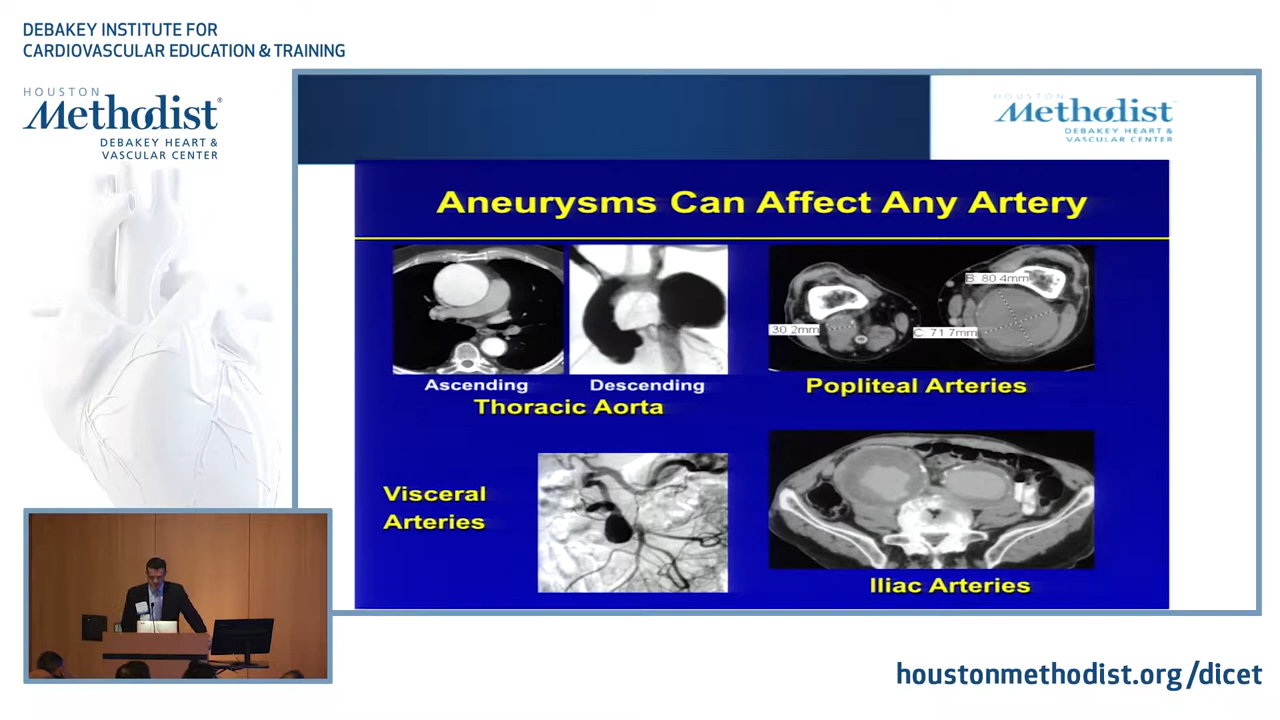 DEBAKEY INSTITUTE FOR
CARDIOVASCULAR EDUCATION & TRAINING
HOUSTON
Methodist®
DEBAKEY HEART &
VASCULAR CENTER
HOUSTON
Methodist
DEBAKEY HEART &
VASCULAR CENTER
Aneurysms Can Affect Any Artery
B: 80.4mm
30.2mm
C: 71.7mm
Ascending
Descending
Thoracic Aorta
Popliteal Arteries
Visceral
Arteries
Iliac Arteries
houstonmethodist.org/dicet